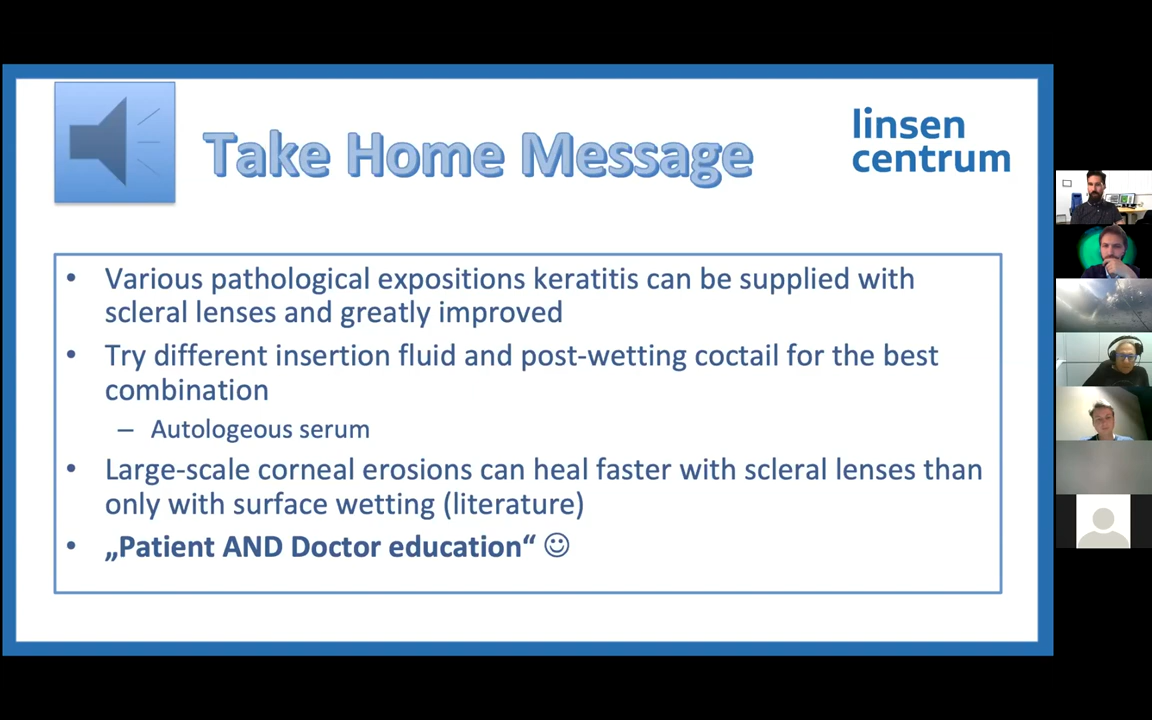 Take Home Message
linsen
centrum
• Various pathological expositions keratitis can be supplied with
scleral lenses and greatly improved
• Try different insertion fluid and post-wetting coctail for the best
combination
– Autologeous serum
• Large-scale corneal erosions can heal faster with scleral lenses than
only with surface wetting (literature)
• „Patient AND Doctor education“ ☺